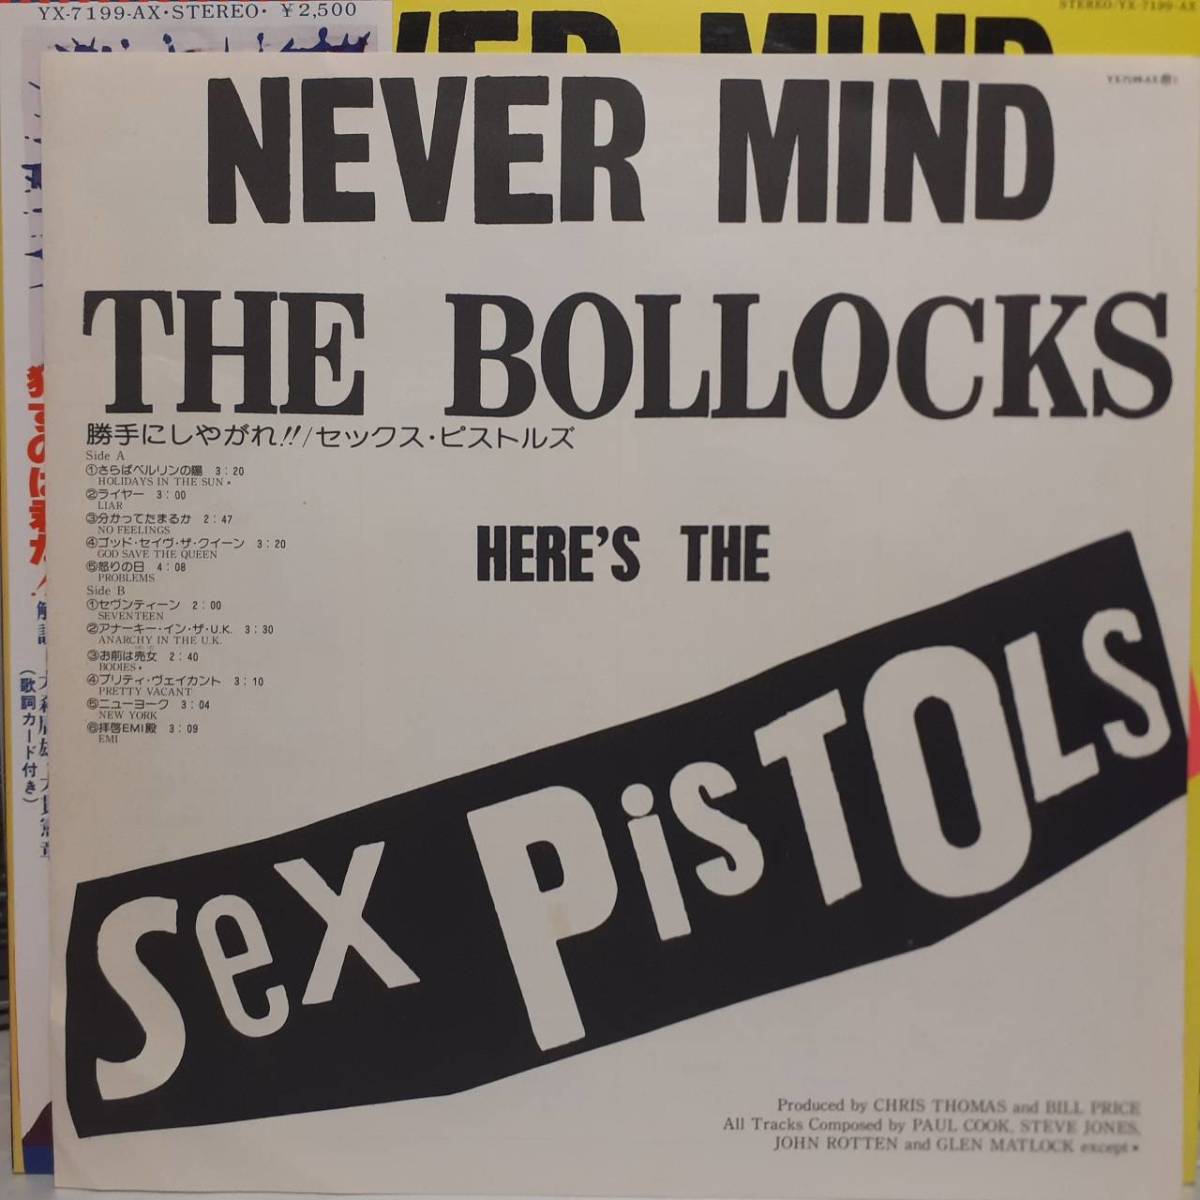 YX-7199-AX・STEREO・ ¥2,500
STEREO/YX-7199-AX
NEVER MIND
THE BOLLOCKS
勝手にしやがれ!!/セックス・ピストルズ
Side A
①さらばベルリンの陽 3:20
HOLIDAYS IN THE SUN *
②ライヤー 3:00
LIAR
③分かってたまるか 2:47
NO FEELINGS
④ゴッド・セイヴ・ザ・クイーン 3:20
GOD SAVE THE QUEEN
⑤怒りの日 4:08
PROBLEMS
Side B
①セヴンティーン 2:00
SEVENTEEN
②アナーキー・イン・ザ・U.K. 3:30
ANARCHY IN THE U.K.
③お前は売女 2:40
BODIES *
④プリティ・ヴェイカント 3:10
PRETTY VACANT
⑤ニューヨーク 3:04
NEW YORK
⑥拝啓EMI殿 3:09
EMI
HERE'S THE
SeX PiSTOLS
Produced by CHRIS THOMAS and BILL PRICE
All Tracks Composed by PAUL COOK, STEVE JONES,
JOHN ROTTEN and GLEN MATLOCK except *
(歌詞カード付き)